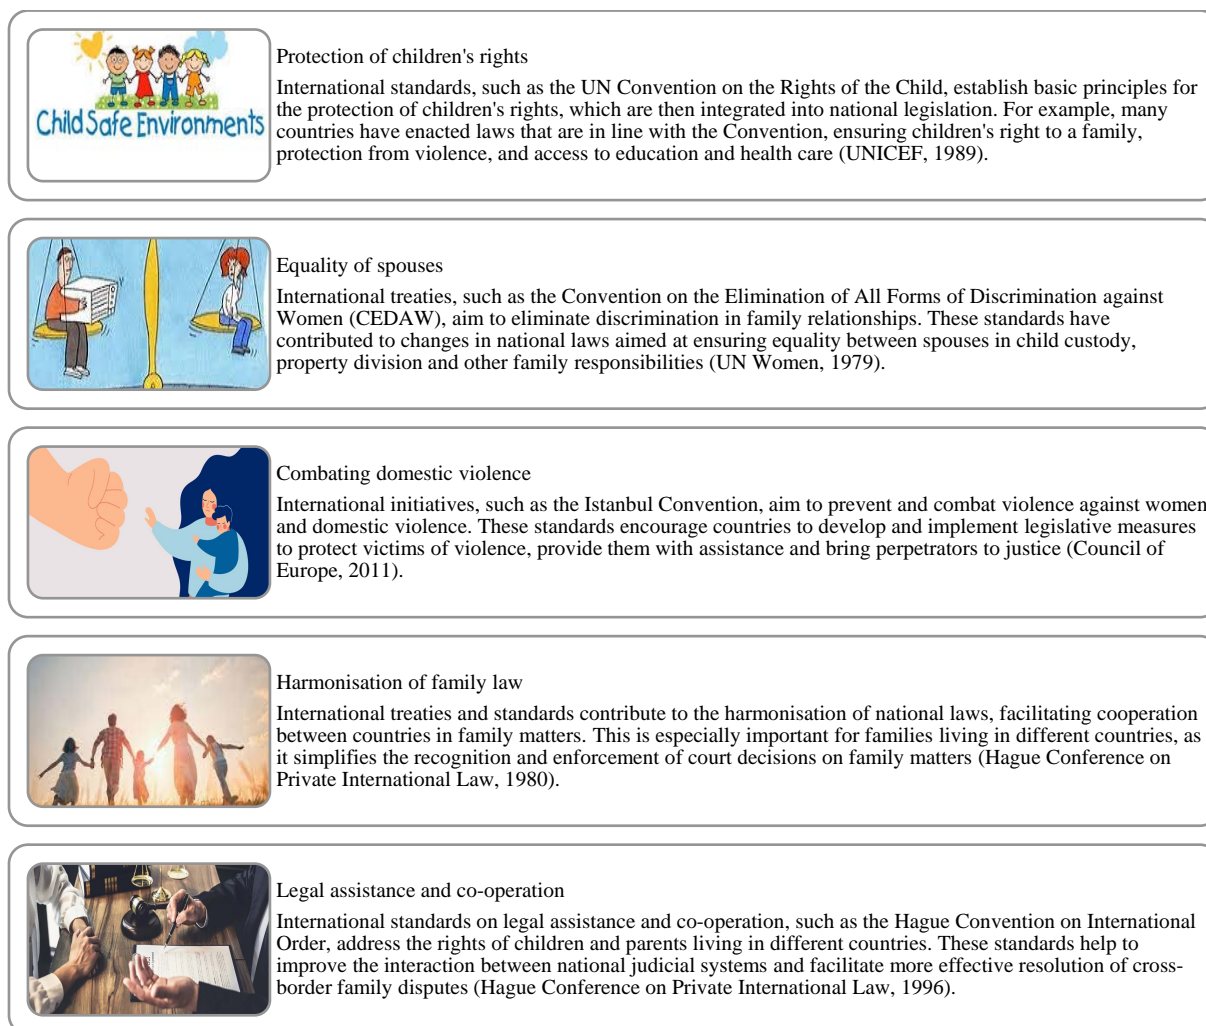 Child Safe Environments
Protection of children's rights
International standards, such as the UN Convention on the Rights of the Child, establish basic principles for
the protection of children's rights, which are then integrated into national legislation. For example, many
countries have enacted laws that are in line with the Convention, ensuring children's right to a family,
protection from violence, and access to education and health care (UNICEF, 1989).
Equality of spouses
International treaties, such as the Convention on the Elimination of All Forms of Discrimination against
Women (CEDAW), aim to eliminate discrimination in family relationships. These standards have
contributed to changes in national laws aimed at ensuring equality between spouses in child custody,
property division and other family responsibilities (UN Women, 1979).
Combating domestic violence
International initiatives, such as the Istanbul Convention, aim to prevent and combat violence against women
and domestic violence. These standards encourage countries to develop and implement legislative measures
to protect victims of violence, provide them with assistance and bring perpetrators to justice (Council of
Europe, 2011).
Harmonisation of family law
International treaties and standards contribute to the harmonisation of national laws, facilitating cooperation
between countries in family matters. This is especially important for families living in different countries, as
it simplifies the recognition and enforcement of court decisions on family matters (Hague Conference on
Private International Law, 1980).
Legal assistance and co-operation
International standards on legal assistance and co-operation, such as the Hague Convention on International
Order, address the rights of children and parents living in different countries. These standards help to
improve the interaction between national judicial systems and facilitate more effective resolution of cross-
border family disputes (Hague Conference on Private International Law, 1996).